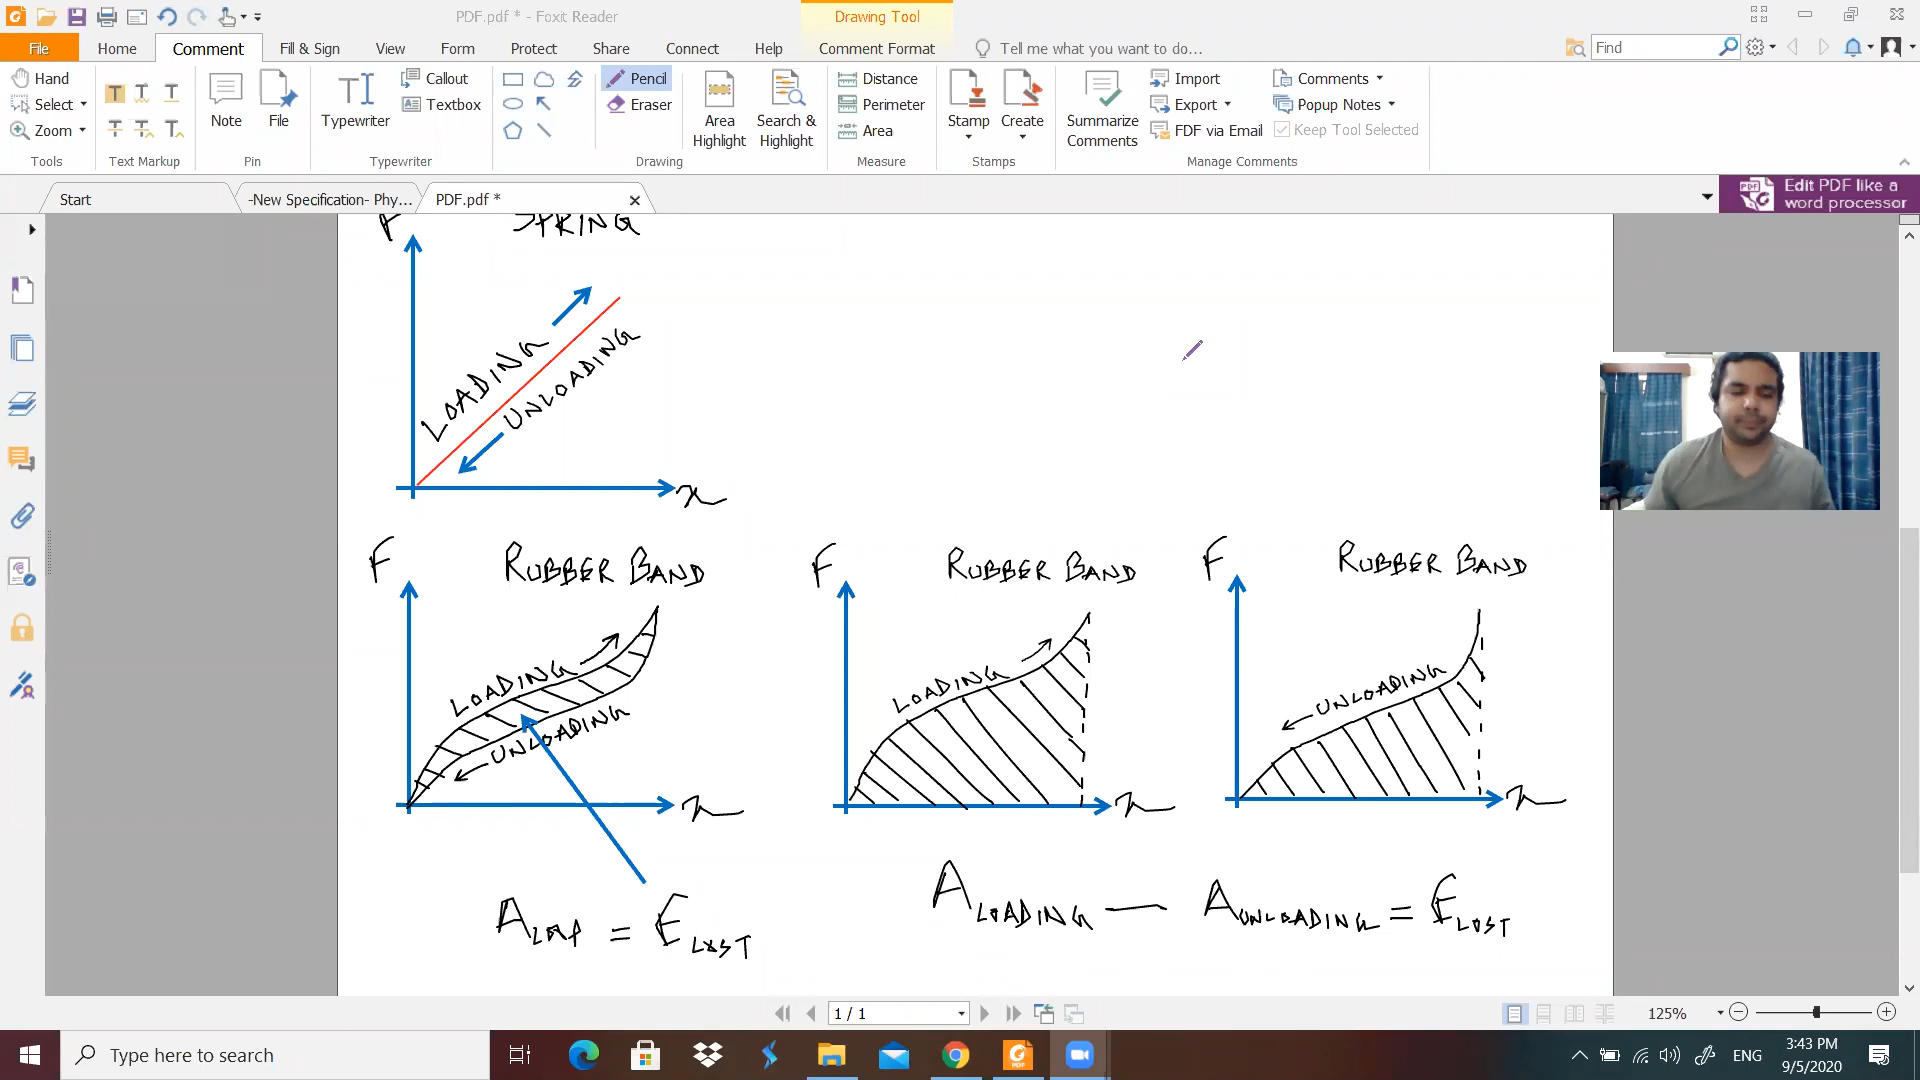 PDF.pdf * - Foxit Reader
Drawing Tool
File
Home
Comment
Fill & Sign
View
Form
Protect
Share
Connect
Help
Comment Format
Tell me what you want to do...
Find
Hand
Select
Zoom
Tools
Text Markup
Note
File
Pin
Typewriter
Callout
Textbox
Typewriter
Pencil
Eraser
Area Highlight
Search & Highlight
Drawing
Distance
Perimeter
Area
Measure
Stamp
Create
Stamps
Summarize Comments
Import
Export
FDF via Email
Comments
Popup Notes
Keep Tool Selected
Manage Comments
Start
-New Specification- Phy...
PDF.pdf *
Edit PDF like a
word processor
F
SPRING
LOADING
UNLOADING
x
F
RUBBER BAND
LOADING
UNLOADING
x
F
RUBBER BAND
LOADING
x
F
RUBBER BAND
UNLOADING
x
A LOOP = E LOST
A LOADING — A UNLOADING = E LOST
1 / 1
125%
Type here to search
ENG
3:43 PM
9/5/2020